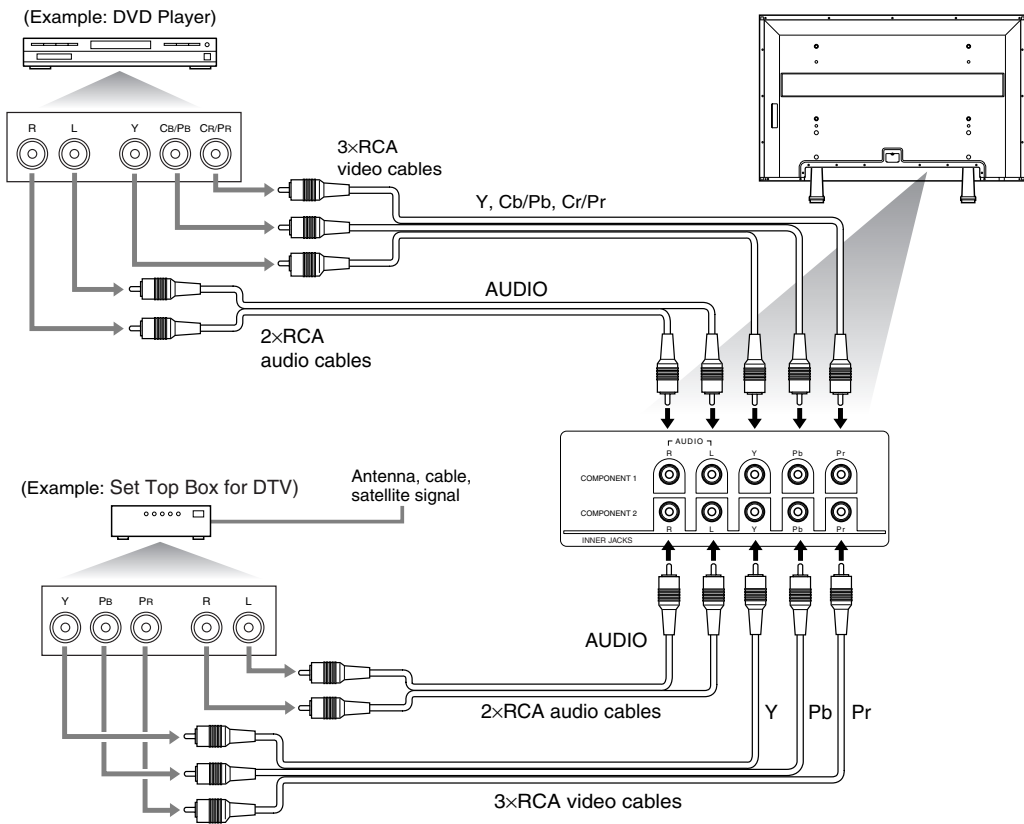 (Example: DVD Player)
R L Y CB/PB CR/PR
3×RCA
video cables
Y, Cb/Pb, Cr/Pr
AUDIO
2×RCA
audio cables
AUDIO
R L Y Pb Pr
COMPONENT 1
COMPONENT 2
R L Y Pb Pr
INNER JACKS
(Example: Set Top Box for DTV)
Antenna, cable,
satellite signal
Y PB PR R L
AUDIO
2×RCA audio cables
Y Pb Pr
3×RCA video cables